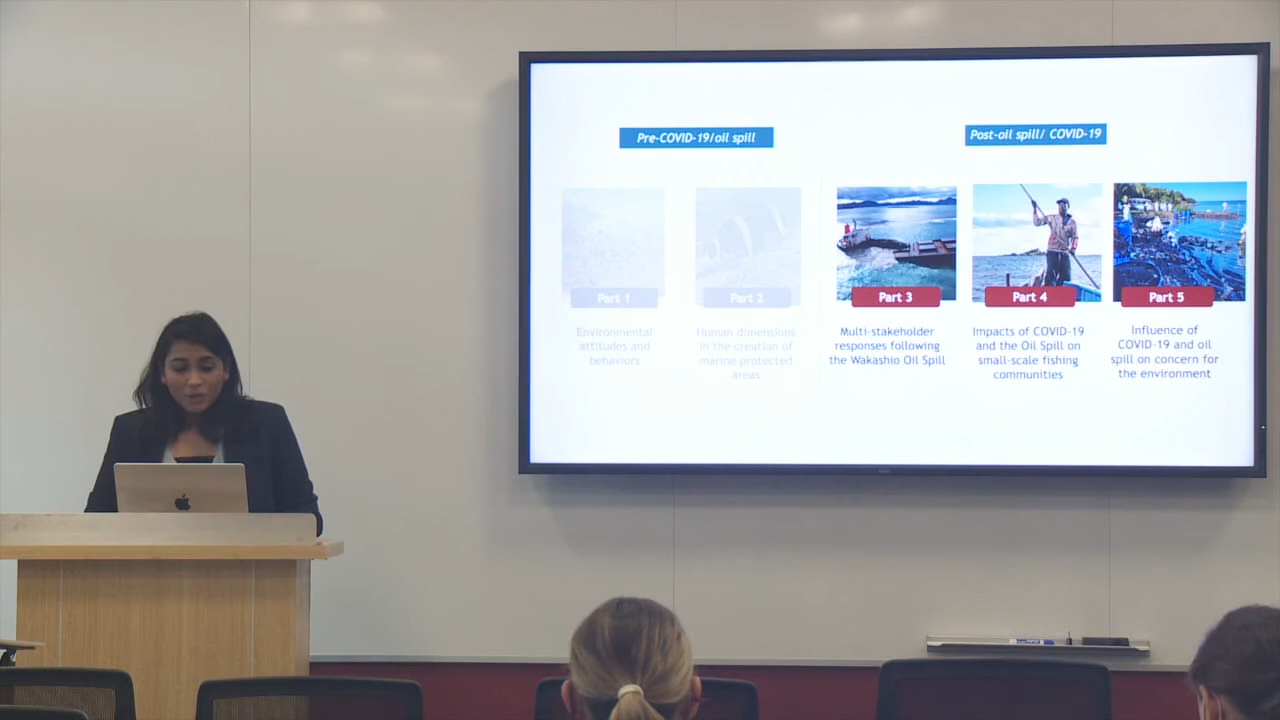 Pre-COVID-19/oil spill
Post-oil spill/ COVID-19
Part 1
Environmental
attitudes and
behaviors
Part 2
Human dimensions
in the creation of
marine protected
areas
Part 3
Multi-stakeholder
responses following
the Wakashio Oil Spill
Part 4
Impacts of COVID-19
and the Oil Spill on
small-scale fishing
communities
Part 5
Influence of
COVID-19 and oil
spill on concern for
the environment